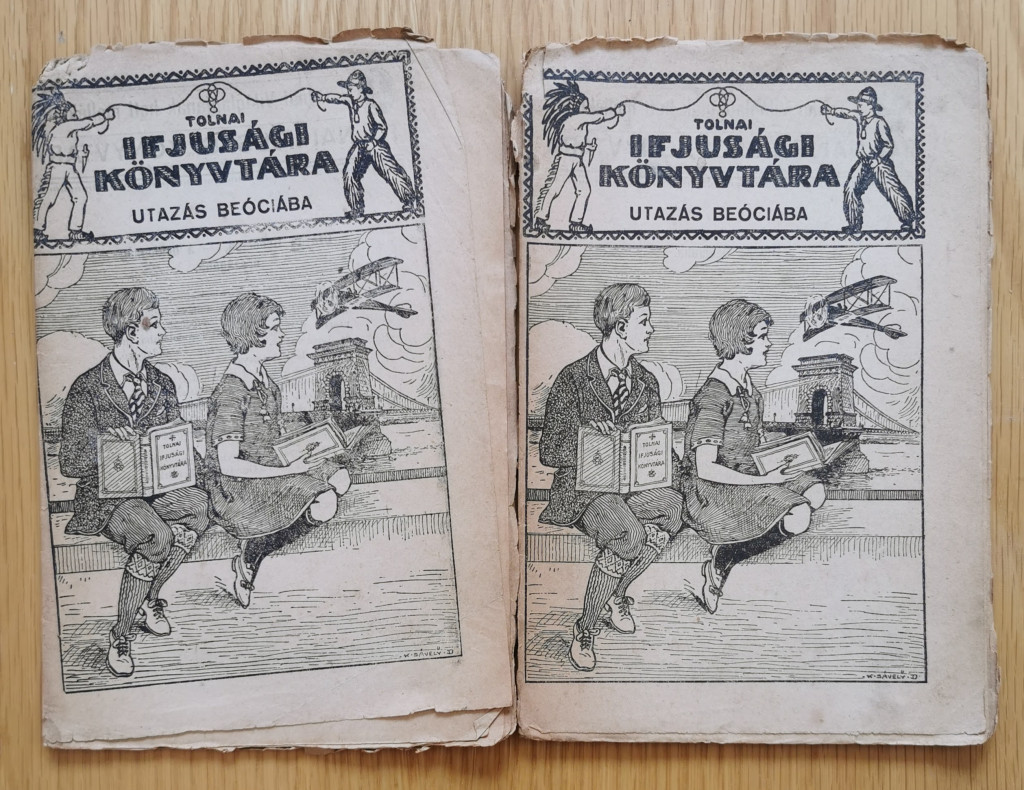 TOLNAI
IFJUSÁGI
KÖNYVTÁRA
UTAZÁS BEÓCIÁBA
TOLNAI
IFJUSÁGI
KÖNYVTÁRA
K. SÁVELY. D.
TOLNAI
IFJUSÁGI
KÖNYVTÁRA
UTAZÁS BEÓCIÁBA
TOLNAI
IFJUSÁGI
KÖNYVTÁRA
K. SÁVELY. D.